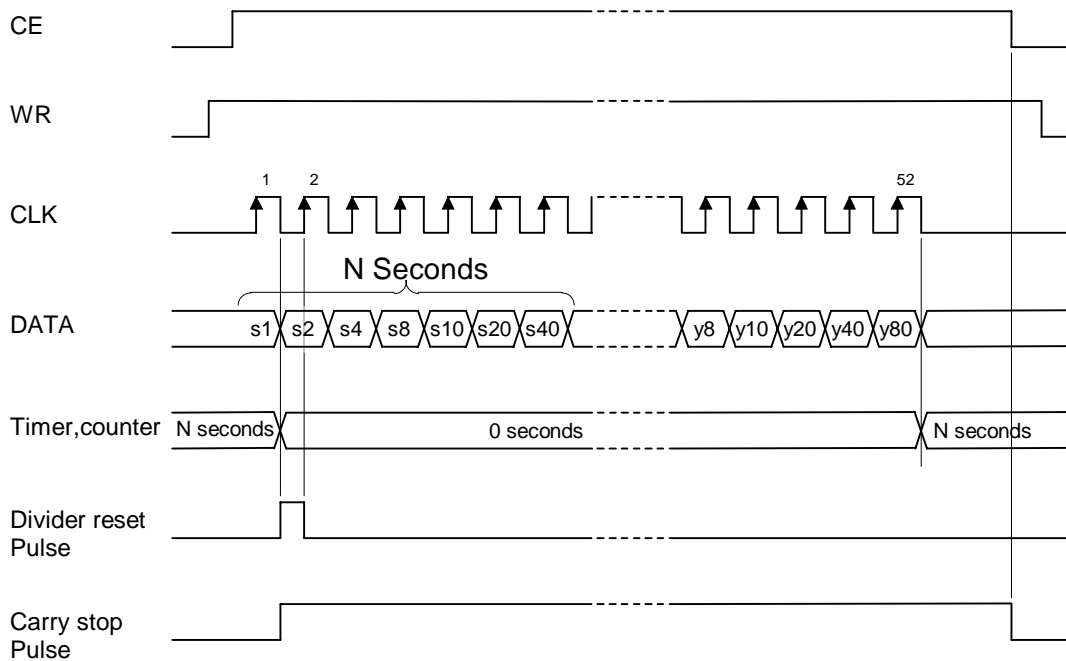 CE
WR
1 2 52
CLK
N Seconds
DATA
s1 s2 s4 s8 s10 s20 s40 y8 y10 y20 y40 y80
Timer,counter N seconds 0 seconds N seconds
Divider reset
Pulse
Carry stop
Pulse